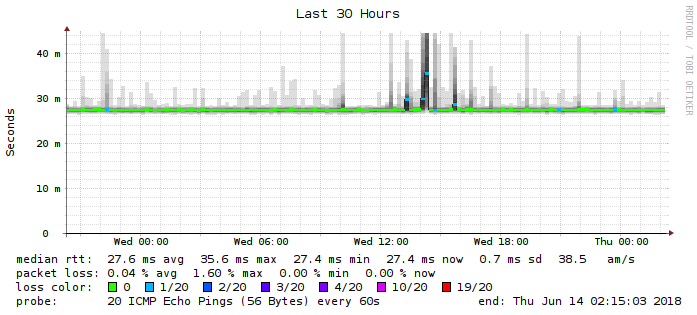 Last 30 Hours
RRDTOOL / TOBI OETIKER
Seconds
40 m
30 m
20 m
10 m
0
Wed 00:00 Wed 06:00 Wed 12:00 Wed 18:00 Thu 00:00
median rtt: 27.6 ms avg 35.6 ms max 27.4 ms min 27.4 ms now 0.7 ms sd 38.5 am/s
packet loss: 0.04 % avg 1.60 % max 0.00 % min 0.00 % now
loss color: 0 1/20 2/20 3/20 4/20 10/20 19/20
probe: 20 ICMP Echo Pings (56 Bytes) every 60s end: Thu Jun 14 02:15:03 2018